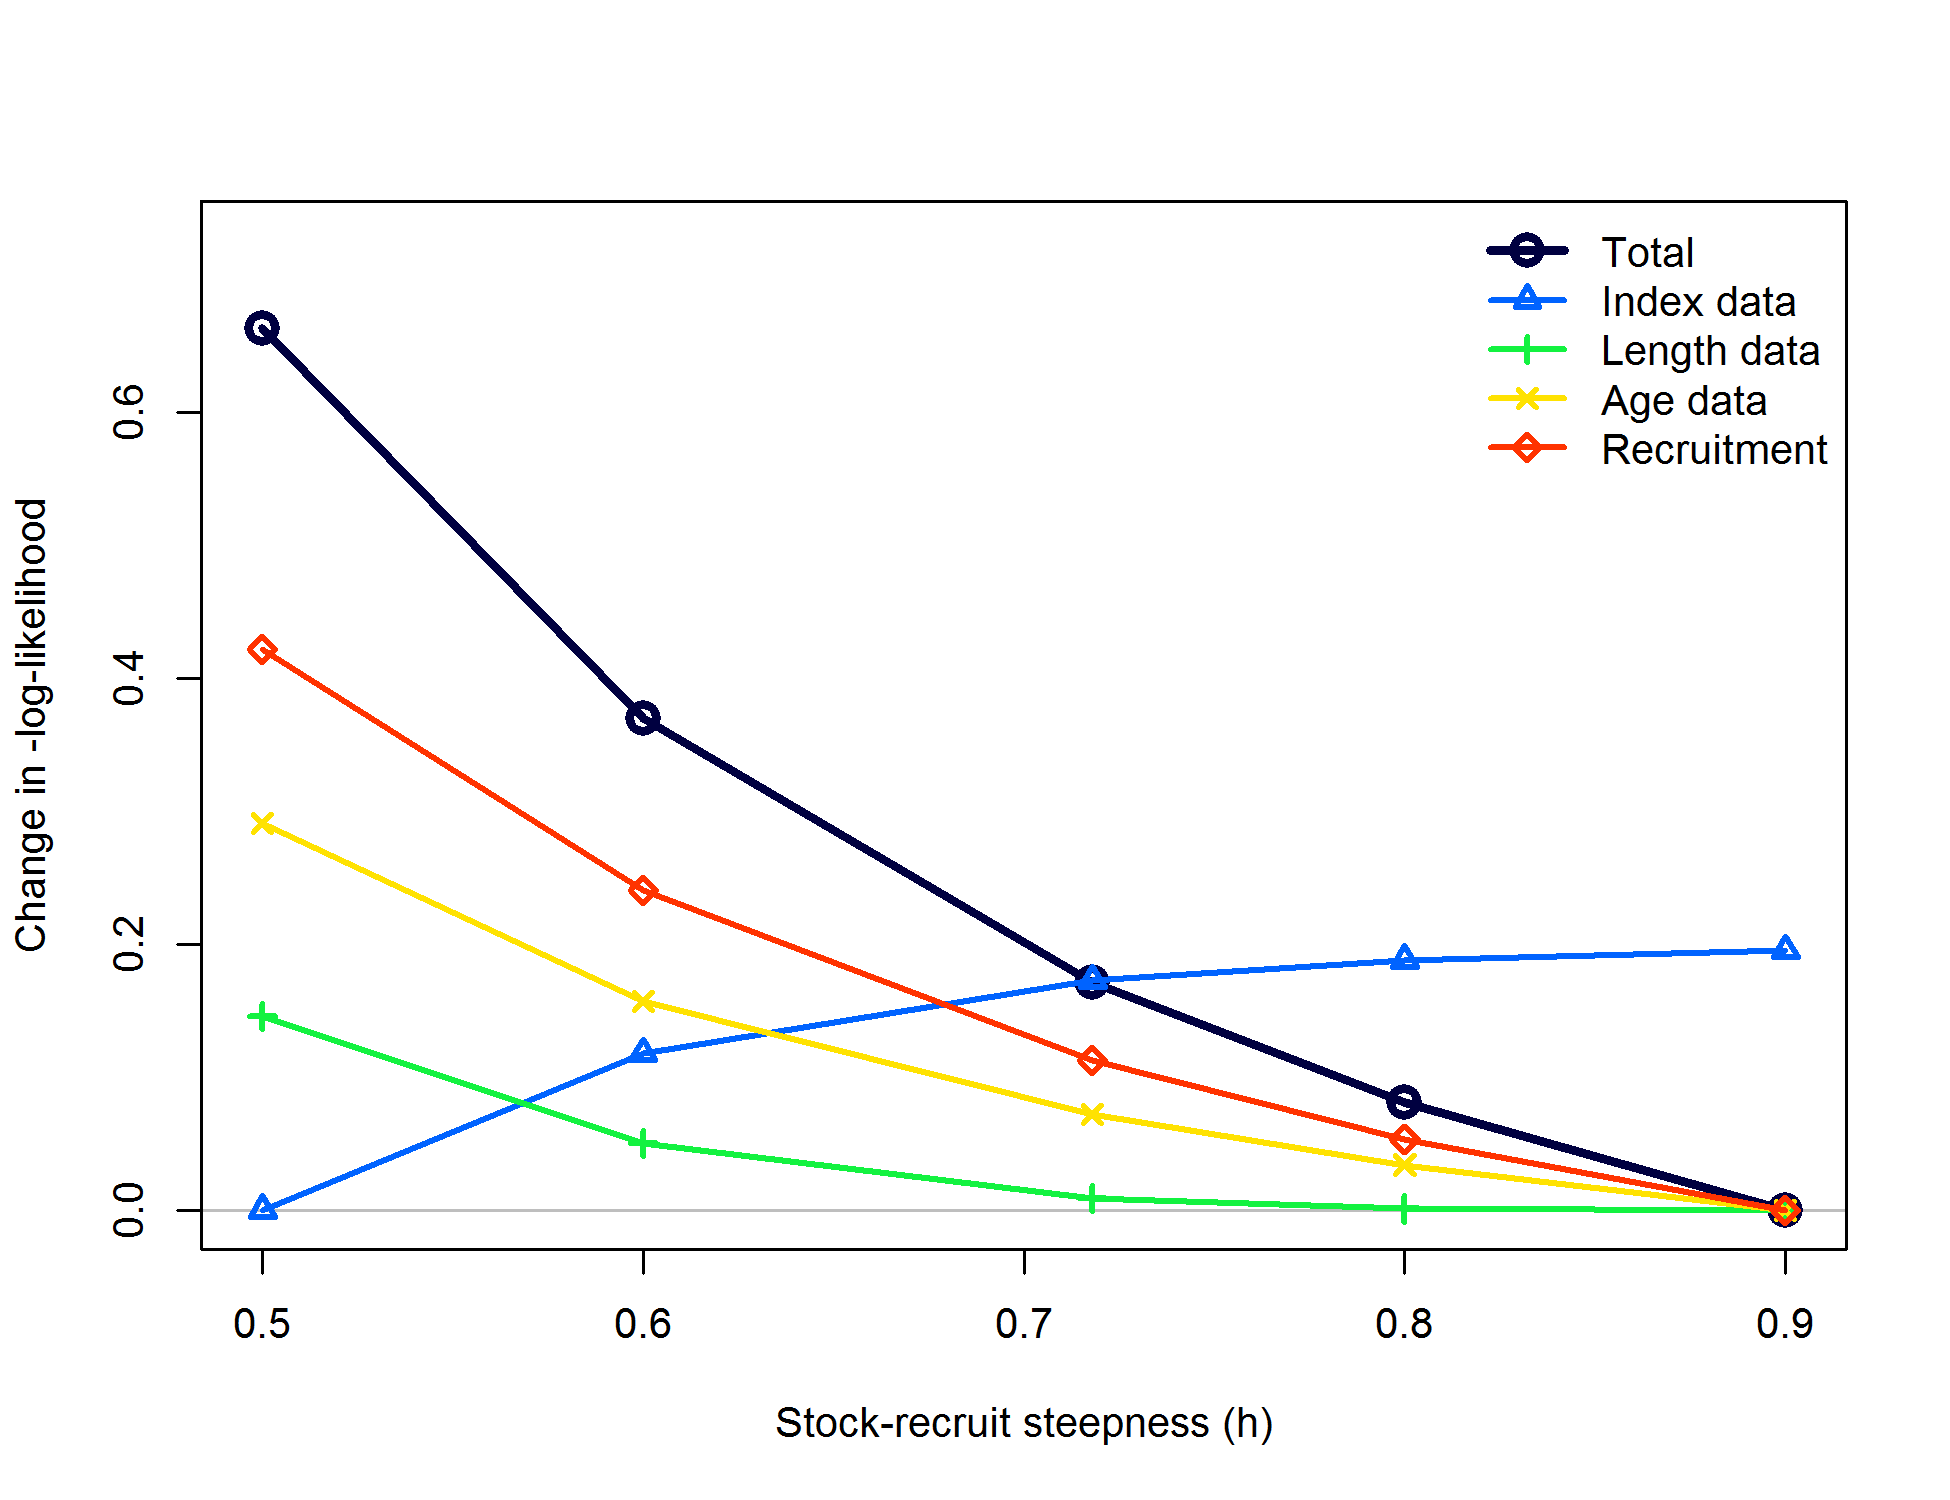 Total
Index data
Length data
Age data
Recruitment
0.6
0.4
0.2
0.0
Change in -log-likelihood
0.5 0.6 0.7 0.8 0.9
Stock-recruit steepness (h)